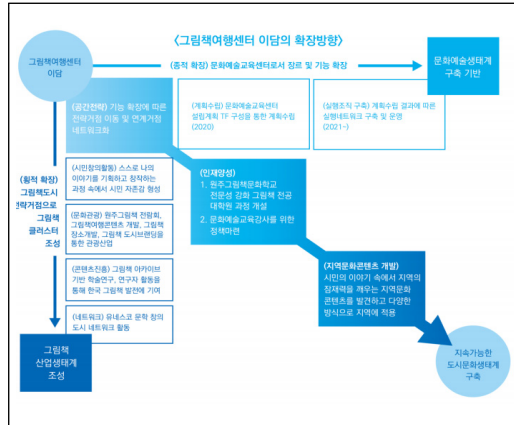 〈그림책여행센터 이담의 확장방향〉
그림책여행센터
이담
(종적 확장) 문화예술교육센터로서 장르 및 기능 확장
문화예술생태계
구축 기반
(공간전략) 기능 확장에 따른
전략거점 이동 및 연계거점
네트워크화
(계획수립) 문화예술교육센터
설립계획 TF 구성을 통한 계획수립
(2020)
(실행조직 구축) 계획수립 결과에 따른
실행네트워크 구축 및 운영
(2021~)
(횡적 확장)
그림책도시
전략거점으로
그림책
클러스터
조성
(시민창의활동) 스스로 나의
이야기를 기획하고 창작하는
과정 속에서 시민 자존감 형성
(문화관광) 원주그림책 전람회,
그림책여행콘텐츠 개발, 그림책
장소개발, 그림책 도시브랜딩을
통한 관광산업
(콘텐츠진흥) 그림책 아카이브
기반 학술연구, 연구자 활동을
통해 한국 그림책 발전에 기여
(네트워크) 유네스코 문학 창의
도시 네트워크 활동
(인재양성)
1. 원주그림책문화학교
전문성 강화 그림책 전공
대학원 과정 개설
2. 문화예술교육강사를 위한
정책마련
(지역문화콘텐츠 개발)
시민의 이야기 속에서 지역의
잠재력을 깨우는 지역문화
콘텐츠를 발견하고 다양한
방식으로 지역에 적용
그림책
산업생태계
조성
지속가능한
도시문화생태계
구축